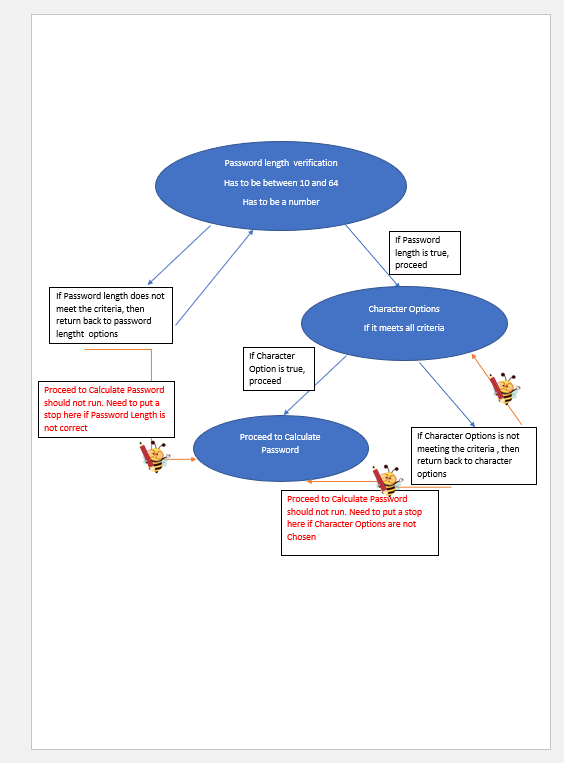 Password length  verification
Has to be between 10 and 64
Has to be a number
If Password
length is true,
proceed
If Password length does not
meet the criteria, then
return back to password
lenght  options
Character Options
If it meets all criteria
If Character
Option is true,
proceed
Proceed to Calculate Password
should not run. Need to put a
stop here if Password Length is
not correct
Proceed to Calculate
Password
If Character Options is not
meeting the criteria , then
return back to character
options
Proceed to Calculate Password
should not run. Need to put a stop
here if Character Options are not
Chosen